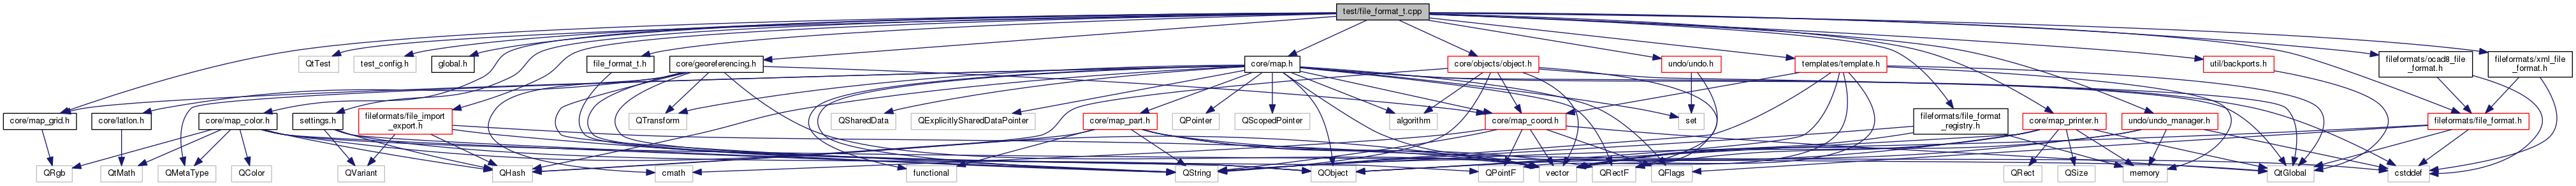 test/file_format_t.cpp
QtTest
test_config.h
global.h
file_format_t.h
core/georeferencing.h
core/map.h
core/objects/object.h
undo/undo.h
templates/template.h
util/backports.h
fileformats/ocad8_file
_format.h
fileformats/xml_file
_format.h
core/map_grid.h
core/latlon.h
core/map_color.h
settings.h
fileformats/file_import
_export.h
QTransform
QSharedData
QExplicitlySharedDataPointer
core/map_part.h
QPointer
QScopedPointer
algorithm
core/map_coord.h
set
fileformats/file_format
_registry.h
core/map_printer.h
undo/undo_manager.h
fileformats/file_format.h
QRgb
QtMath
QMetaType
QColor
QVariant
QHash
cmath
functional
QString
QObject
QPointF
vector
QRectF
QFlags
QRect
QSize
memory
QtGlobal
cstddef